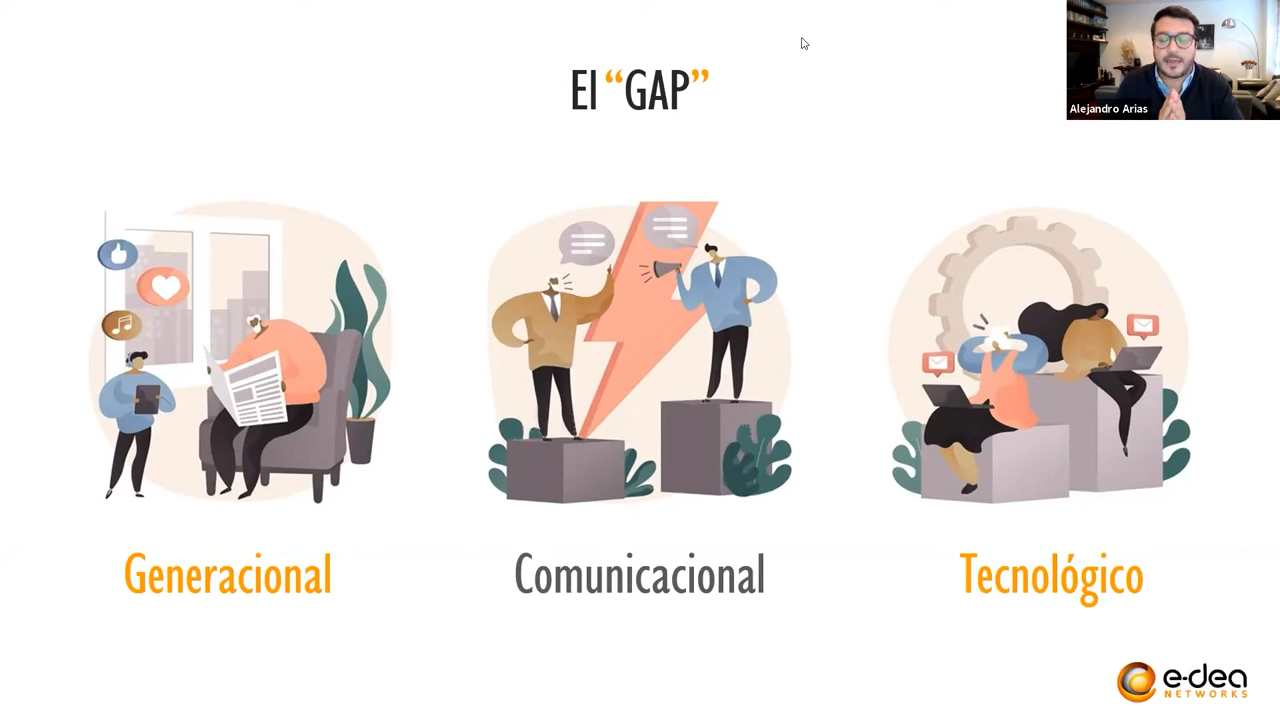 El “GAP”
Alejandro Arias
Generacional
Comunicacional
Tecnológico
e-dea
NETWORKS